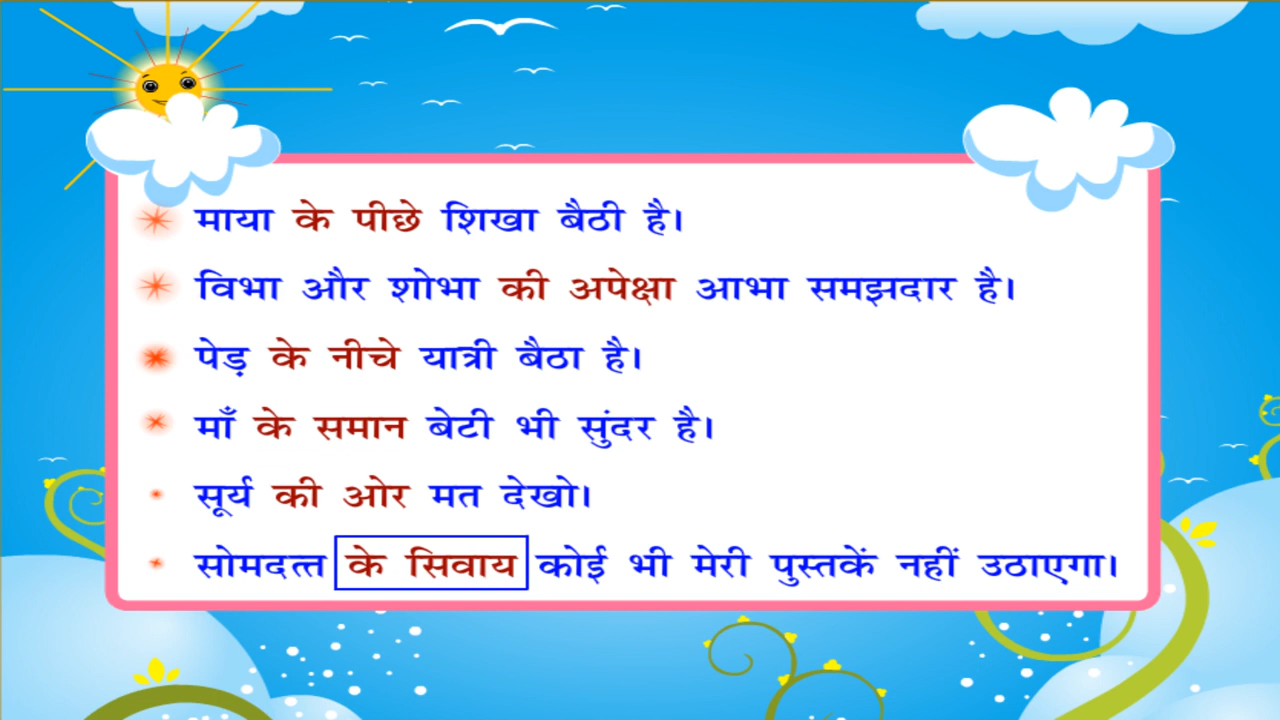 माया के पीछे शिखा बैठी है।
विभा और शोभा की अपेक्षा आभा समझदार है।
पेड़ के नीचे यात्री बैठा है।
माँ के समान बेटी भी सुंदर है।
सूर्य की ओर मत देखो।
सोमदत्त के सिवाय कोई भी मेरी पुस्तकें नहीं उठाएगा।